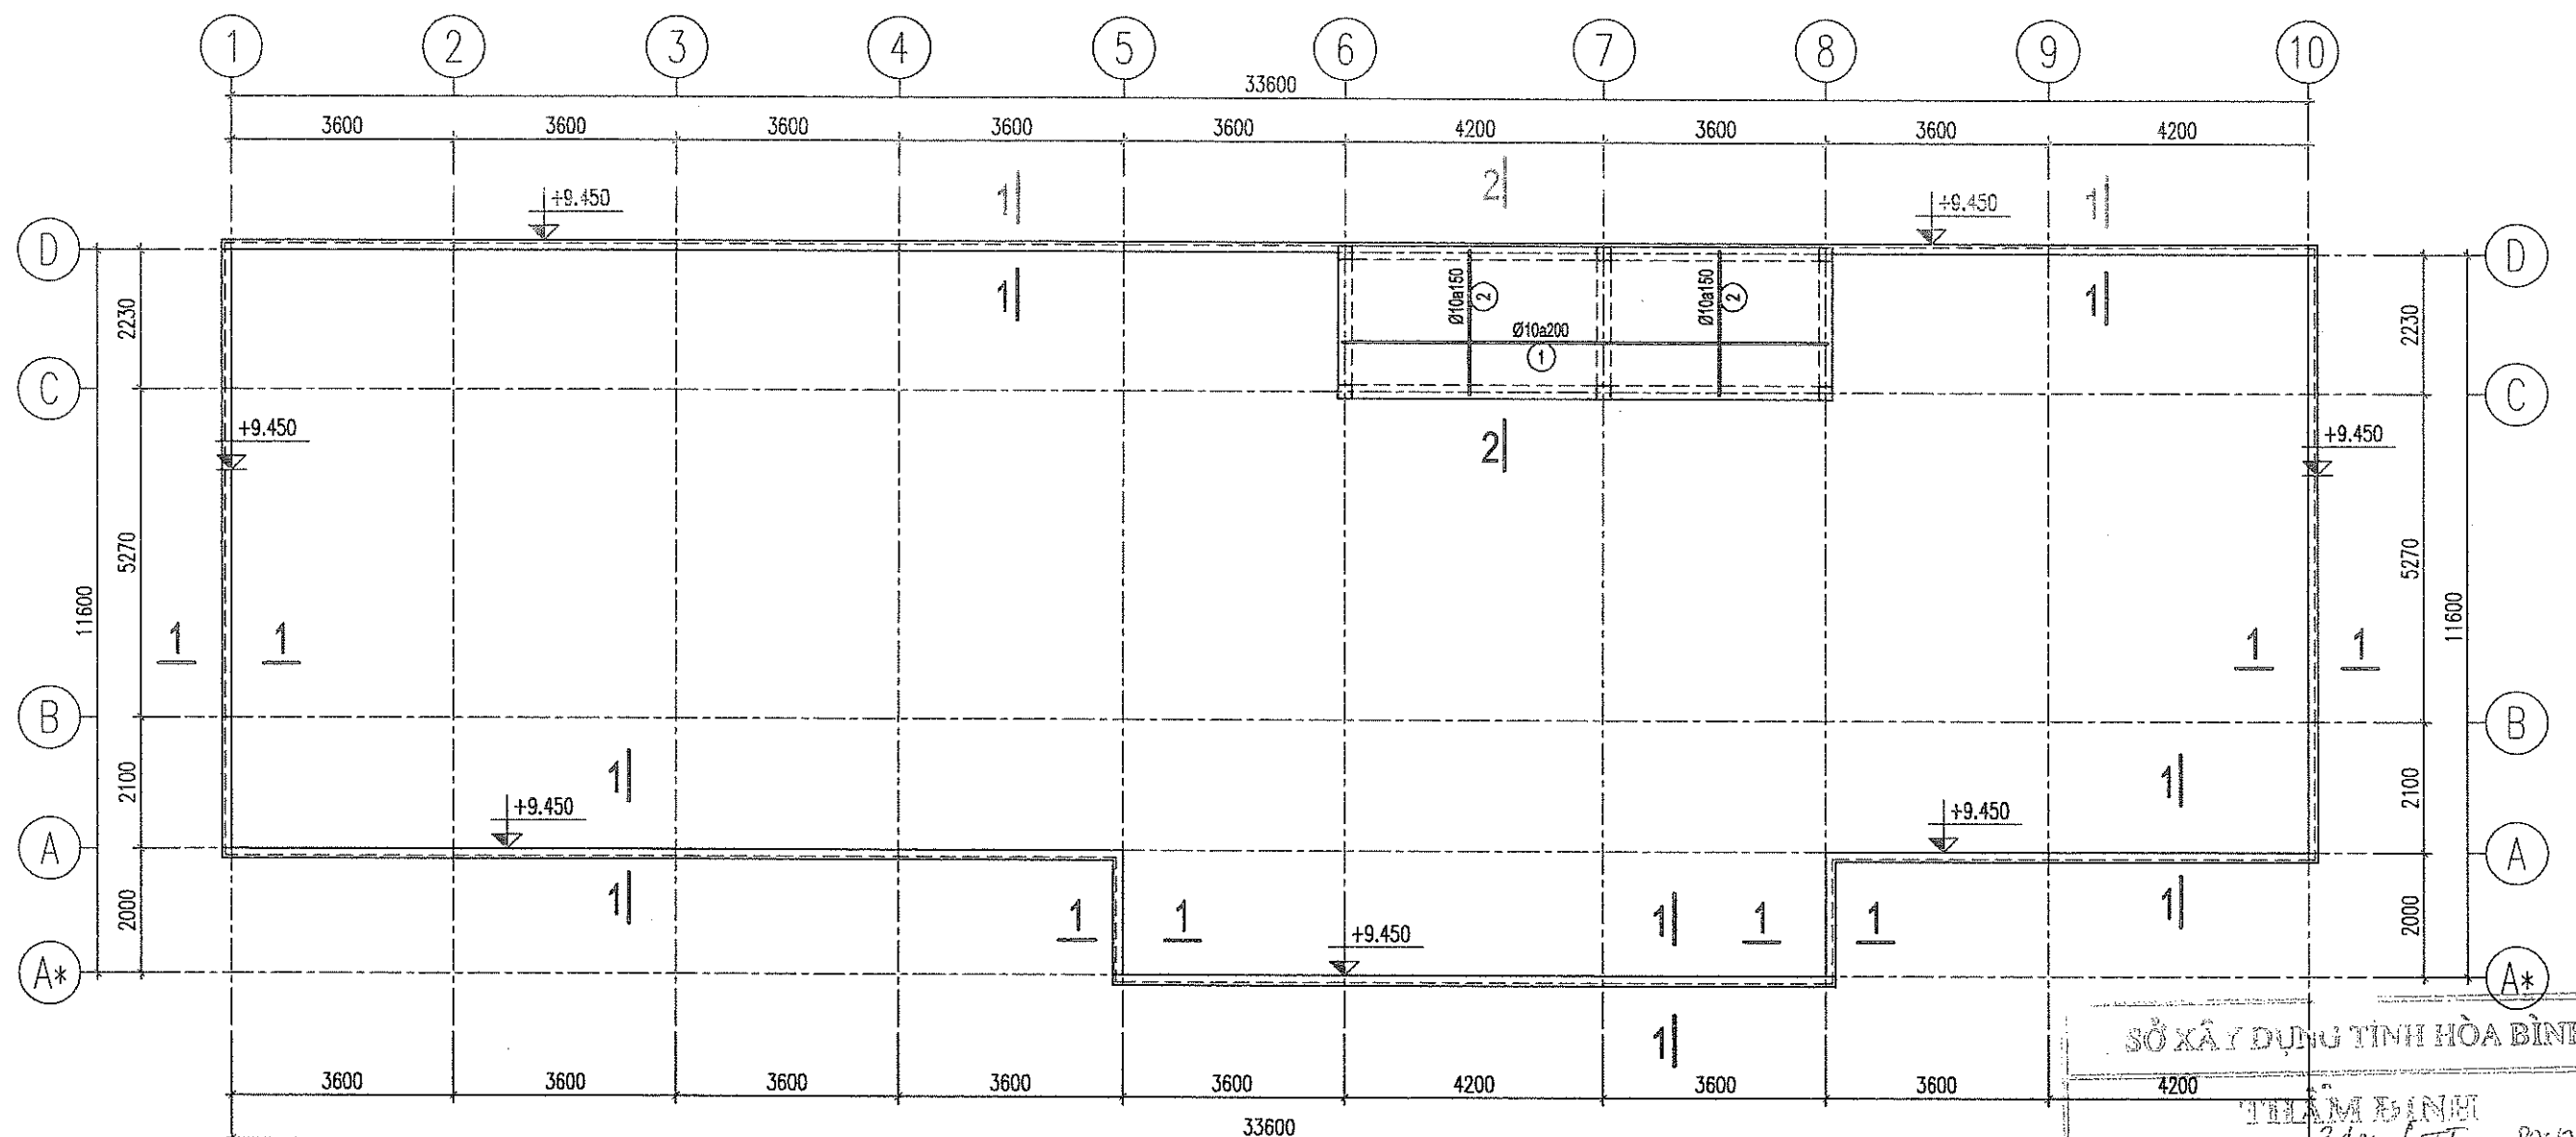 1 2 3 4 5 6 7 8 9 10
33600
3600 3600 3600 3600 3600 4200 3600 3600 4200
1 2 1
+9.450 +9.450
D D
1 Ø10a150 2 Ø10a150 2 1
2230 2230
Ø10a200
1
C C
+9.450 2 +9.450
5270 5270
11600 11600
1 1 1 1
B B
1 1
2100 2100
+9.450 +9.450
A A
1 1
2000 1 1 1 1 1 2000
+9.450
A* A*
1
SỞ XÂY DỰNG TỈNH HÒA BÌNH
3600 3600 3600 3600 3600 4200 3600 3600 4200
THẨM ĐỊNH
33600